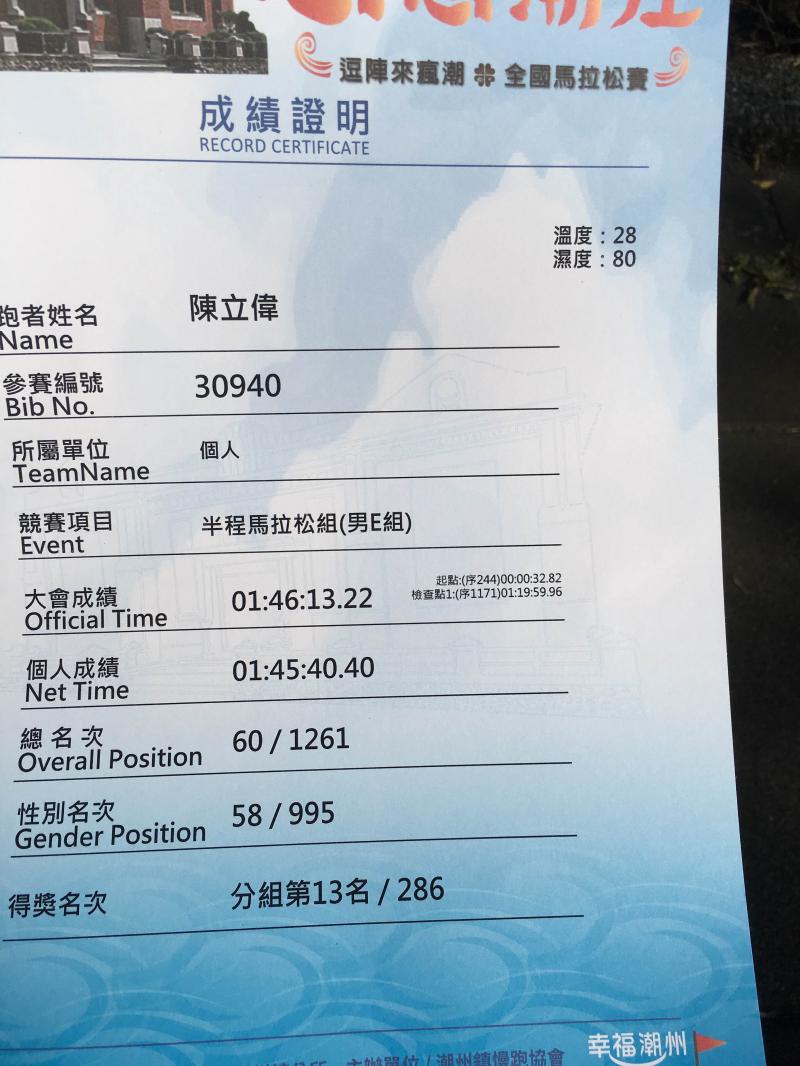 逗陣來瘋潮 全國馬拉松賽
成績證明
RECORD CERTIFICATE
溫度：28
濕度：80
跑者姓名 陳立偉
Name
參賽編號 30940
Bib No.
所屬單位 個人
TeamName
競賽項目 半程馬拉松組(男E組)
Event
大會成績 01:46:13.22
Official Time
起點:(序244)00:00:32.82
檢查點1:(序1171)01:19:59.96
個人成績 01:45:40.40
Net Time
總名次 60 / 1261
Overall Position
性別名次 58 / 995
Gender Position
得獎名次 分組第13名 / 286
主辦單位 / 潮州鎮慢跑協會
幸福潮州